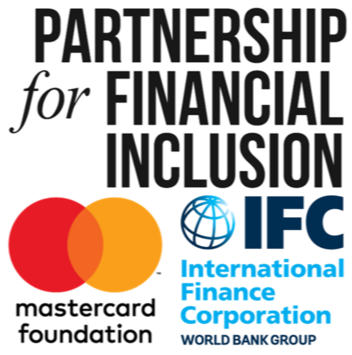 PARTNERSHIP
for FINANCIAL
INCLUSION
mastercard
foundation
IFC
International
Finance
Corporation
WORLD BANK GROUP